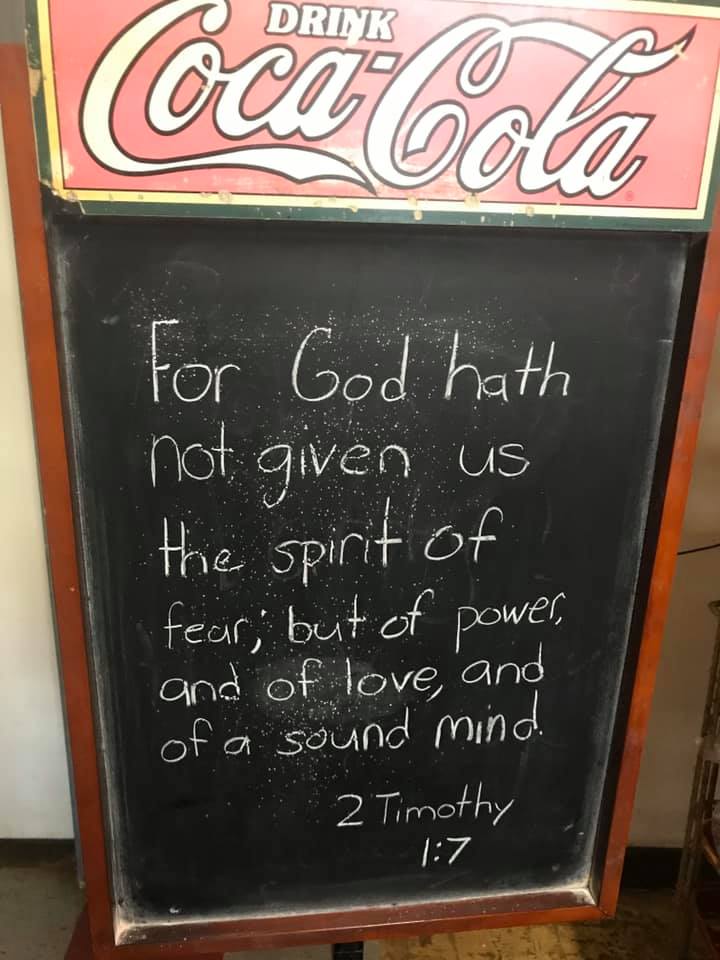 DRINK
Coca-Cola
For God hath
not given us
the spirit of
fear; but of power,
and of love, and
of a sound mind.
2 Timothy
1:7